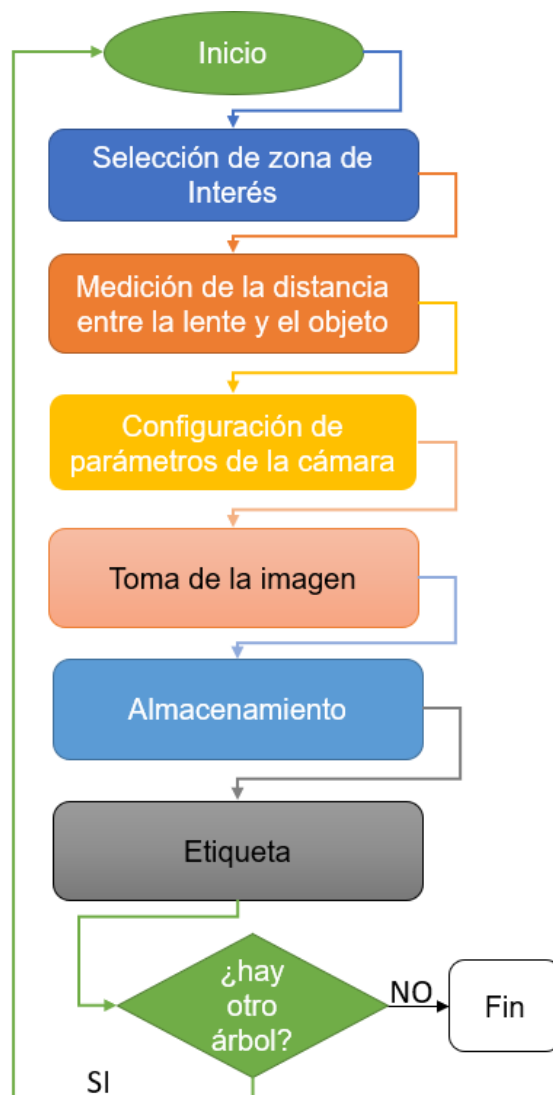 Inicio
Selección de zona de
Interés
Medición de la distancia
entre la lente y el objeto
Configuración de
parámetros de la cámara
Toma de la imagen
Almacenamiento
Etiqueta
¿hay
otro
árbol?
NO
Fin
SI